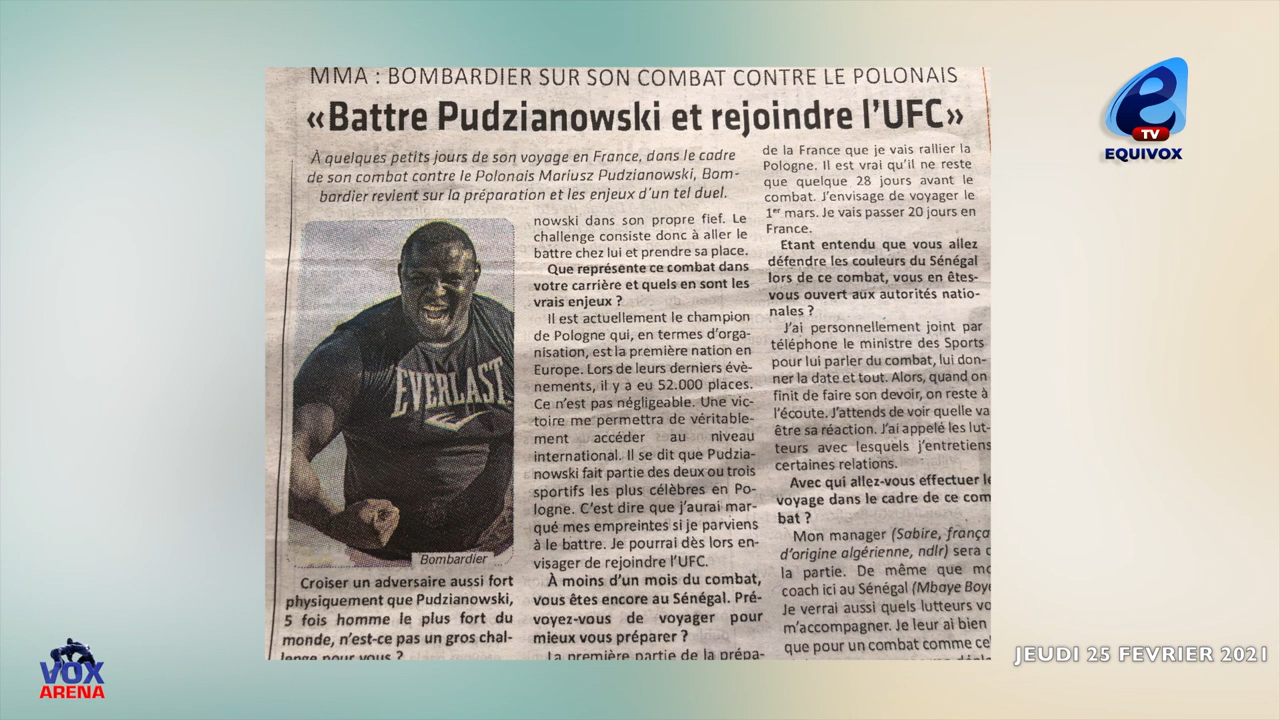 MMA : BOMBARDIER SUR SON COMBAT CONTRE LE POLONAIS
«Battre Pudzianowski et rejoindre l’UFC»
À quelques petits jours de son voyage en France, dans le cadre
de son combat contre le Polonais Mariusz Pudzianowski, Bom-
bardier revient sur la préparation et les enjeux d’un tel duel.
Bombardier
Croiser un adversaire aussi fort
physiquement que Pudzianowski,
5 fois homme le plus fort du
monde, n’est-ce pas un gros chal-
lenge pour vous ?
nowski dans son propre fief. Le
challenge consiste donc à aller le
battre chez lui et prendre sa place.
Que représente ce combat dans
votre carrière et quels en sont les
vrais enjeux ?
Il est actuellement le champion
de Pologne qui, en termes d’orga-
nisation, est la première nation en
Europe. Lors de leurs derniers évè-
nements, il y a eu 52.000 places.
Ce n’est pas négligeable. Une vic-
toire me permettra de véritable-
ment accéder au niveau
international. Il se dit que Pudzia-
nowski fait partie des deux ou trois
sportifs les plus célèbres en Po-
logne. C’est dire que j’aurai mar-
qué mes empreintes si je parviens
à le battre. Je pourrai dès lors en-
visager de rejoindre l’UFC.
À moins d’un mois du combat,
vous êtes encore au Sénégal. Pré-
voyez-vous de voyager pour
mieux vous préparer ?
La première partie de la prépa-
de la France que je vais rallier la
Pologne. Il est vrai qu’il ne reste
que quelque 28 jours avant le
combat. J’envisage de voyager le
1er mars. Je vais passer 20 jours en
France.
Etant entendu que vous allez
défendre les couleurs du Sénégal
lors de ce combat, vous en êtes-
vous ouvert aux autorités natio-
nales ?
J’ai personnellement joint par
téléphone le ministre des Sports
pour lui parler du combat, lui don-
ner la date et tout. Alors, quand on
finit de faire son devoir, on reste à
l’écoute. J’attends de voir quelle va
être sa réaction. J’ai appelé les lut-
teurs avec lesquels j’entretiens
certaines relations.
Avec qui allez-vous effectuer le
voyage dans le cadre de ce com
bat ?
Mon manager (Sabire, frança
d’origine algérienne, ndlr) sera
la partie. De même que
coach ici au Sénégal (Mbaye Boye
Je verrai aussi quels lutteurs vo
m’accompagner. Je leur ai bien
que pour un combat comme cel
e
TV
EQUIVOX
VOX
ARENA
JEUDI 25 FEVRIER 2021